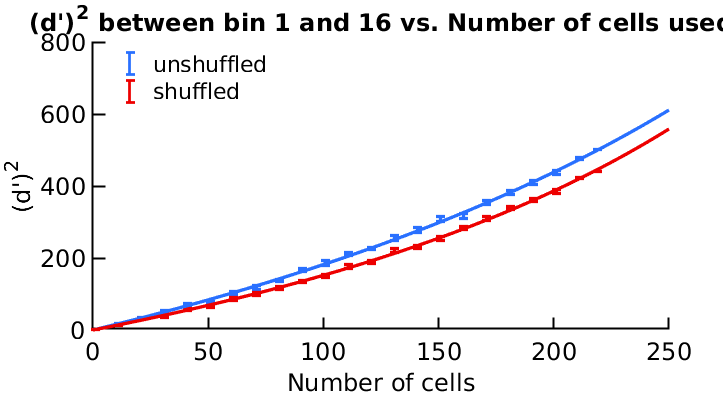 (d')² between bin 1 and 16 vs. Number of cells used
800
600
400
200
0
(d')²
unshuffled
shuffled
0 50 100 150 200 250
Number of cells